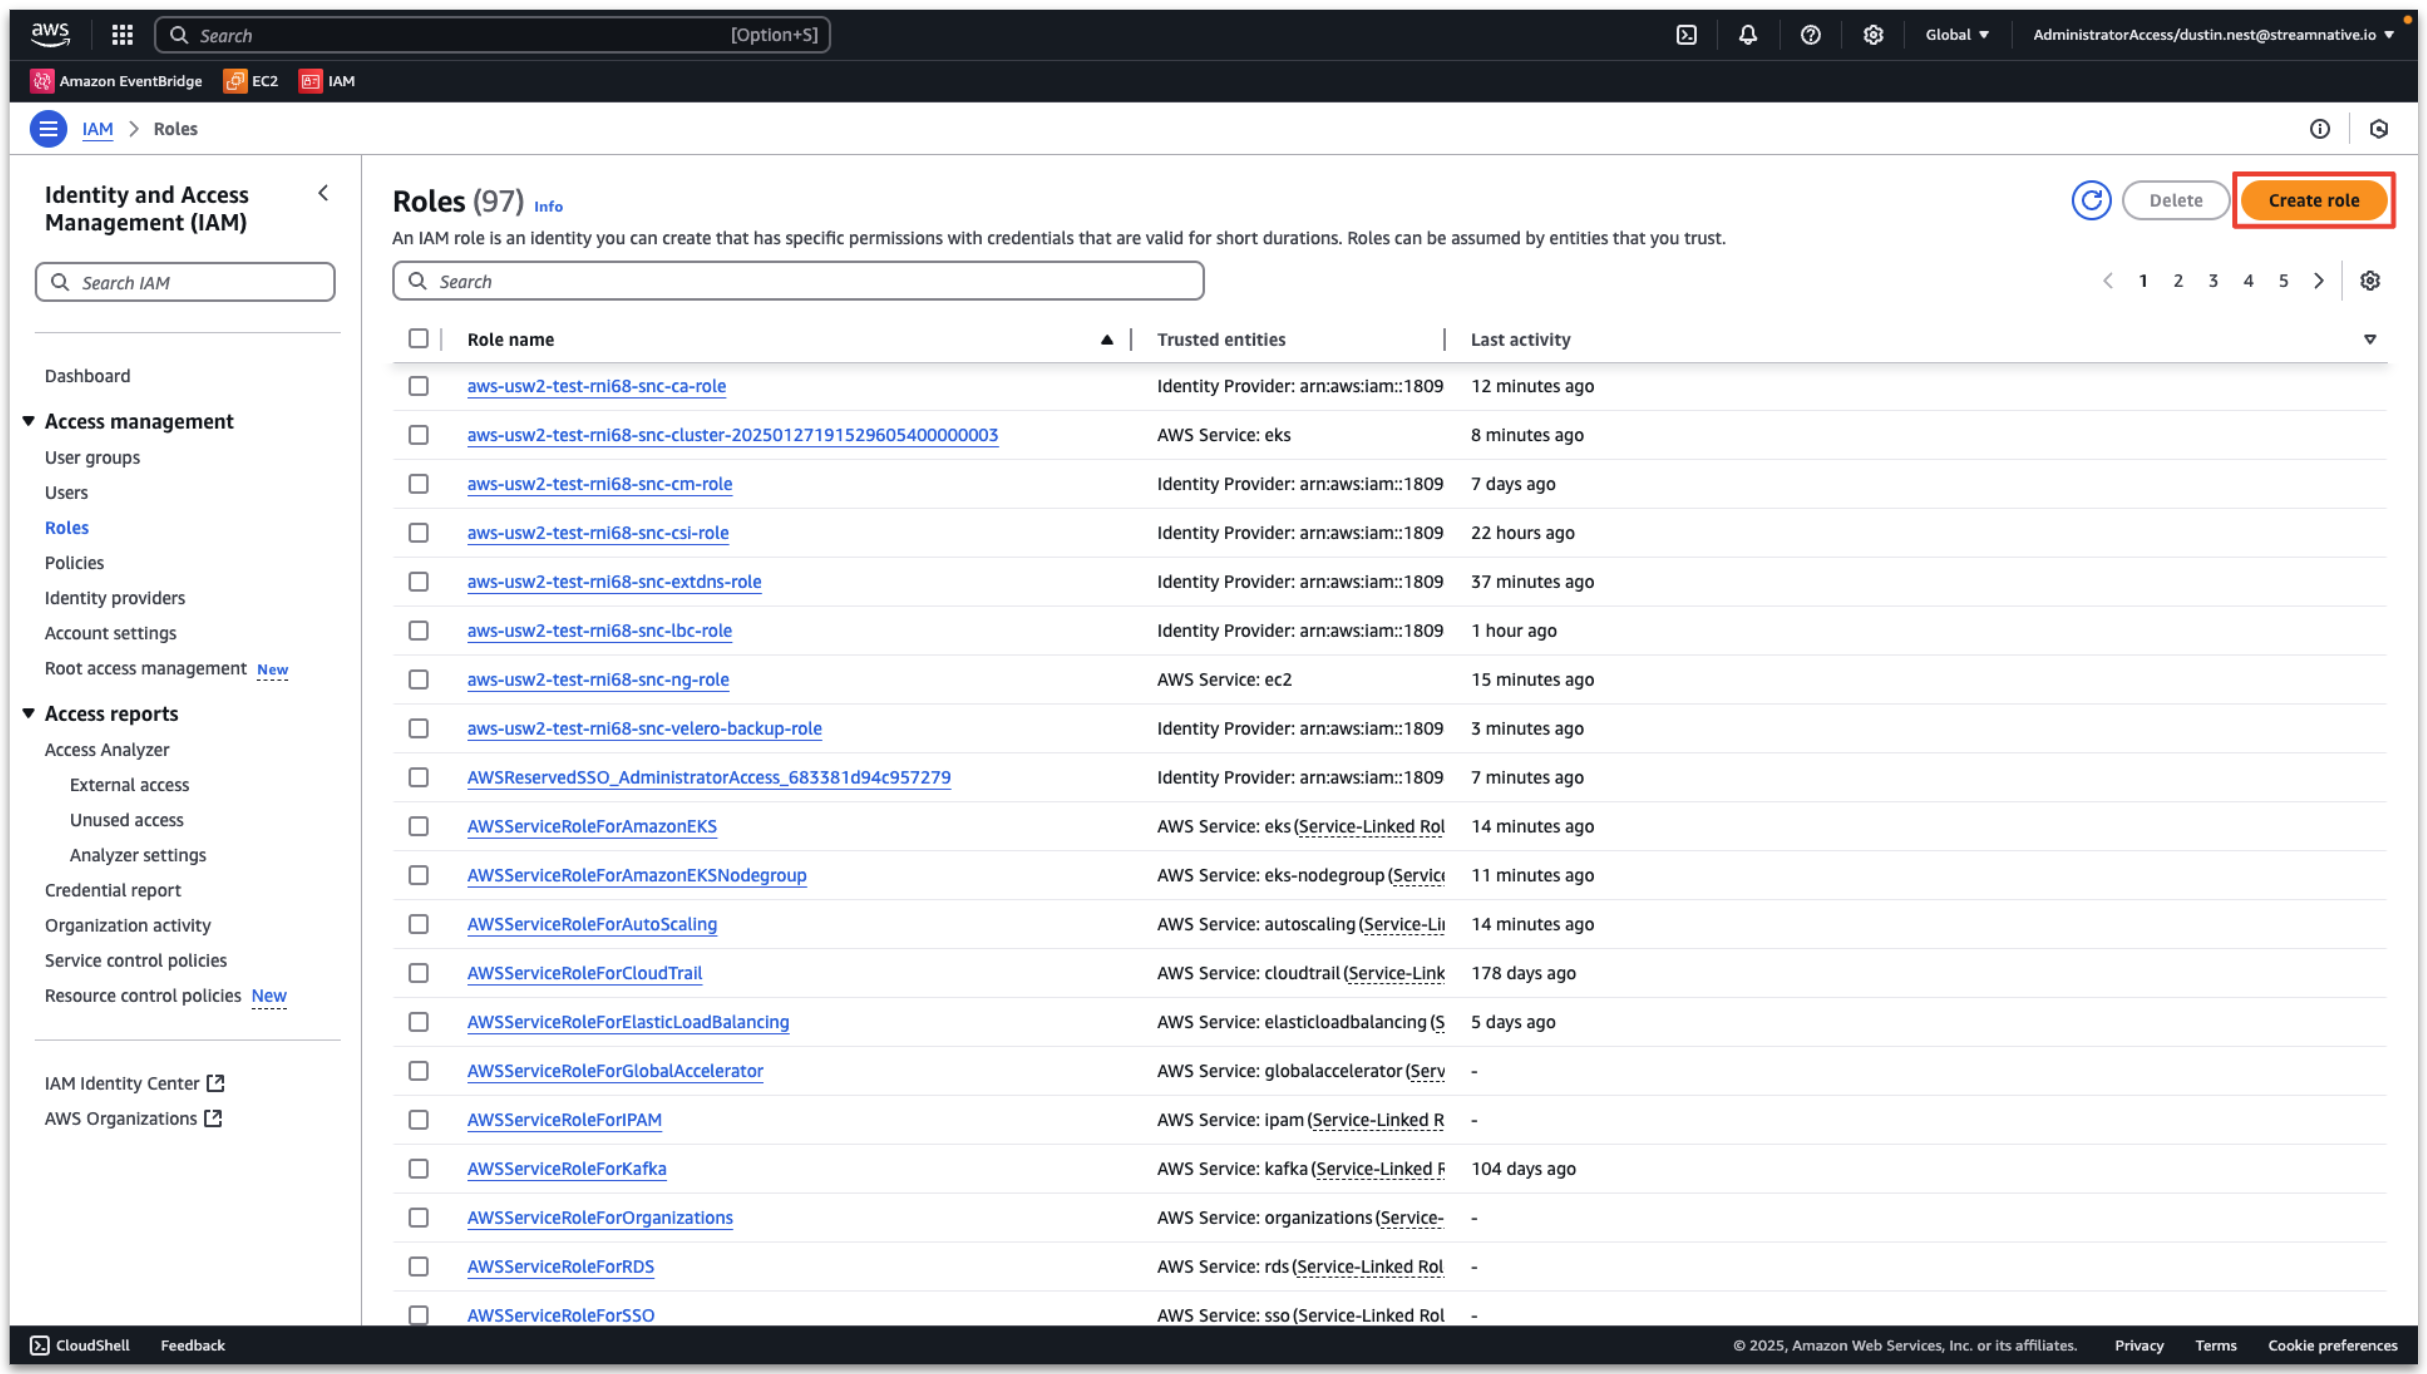 aws
Search [Option+S]
Global
AdministratorAccess/dustin.nest@streamnative.io
Amazon EventBridge
EC2
IAM
IAM > Roles
Identity and Access
Management (IAM)
Search IAM
Dashboard
Access management
User groups
Users
Roles
Policies
Identity providers
Account settings
Root access management New
Access reports
Access Analyzer
External access
Unused access
Analyzer settings
Credential report
Organization activity
Service control policies
Resource control policies New
IAM Identity Center
AWS Organizations
Roles (97) Info
Delete
Create role
An IAM role is an identity you can create that has specific permissions with credentials that are valid for short durations. Roles can be assumed by entities that you trust.
Search
1 2 3 4 5
Role name Trusted entities Last activity
aws-usw2-test-rni68-snc-ca-role Identity Provider: arn:aws:iam::1809 12 minutes ago
aws-usw2-test-rni68-snc-cluster-20250127191529605400000003 AWS Service: eks 8 minutes ago
aws-usw2-test-rni68-snc-cm-role Identity Provider: arn:aws:iam::1809 7 days ago
aws-usw2-test-rni68-snc-csi-role Identity Provider: arn:aws:iam::1809 22 hours ago
aws-usw2-test-rni68-snc-extdns-role Identity Provider: arn:aws:iam::1809 37 minutes ago
aws-usw2-test-rni68-snc-lbc-role Identity Provider: arn:aws:iam::1809 1 hour ago
aws-usw2-test-rni68-snc-ng-role AWS Service: ec2 15 minutes ago
aws-usw2-test-rni68-snc-velero-backup-role Identity Provider: arn:aws:iam::1809 3 minutes ago
AWSReservedSSO_AdministratorAccess_683381d94c957279 Identity Provider: arn:aws:iam::1809 7 minutes ago
AWSServiceRoleForAmazonEKS AWS Service: eks (Service-Linked Rol 14 minutes ago
AWSServiceRoleForAmazonEKSNodegroup AWS Service: eks-nodegroup (Service 11 minutes ago
AWSServiceRoleForAutoScaling AWS Service: autoscaling (Service-Lin 14 minutes ago
AWSServiceRoleForCloudTrail AWS Service: cloudtrail (Service-Link 178 days ago
AWSServiceRoleForElasticLoadBalancing AWS Service: elasticloadbalancing (S 5 days ago
AWSServiceRoleForGlobalAccelerator AWS Service: globalaccelerator (Serv -
AWSServiceRoleForIPAM AWS Service: ipam (Service-Linked R -
AWSServiceRoleForKafka AWS Service: kafka (Service-Linked R 104 days ago
AWSServiceRoleForOrganizations AWS Service: organizations (Service- -
AWSServiceRoleForRDS AWS Service: rds (Service-Linked Rol -
AWSServiceRoleForSSO AWS Service: sso (Service-Linked Rol -
CloudShell Feedback
© 2025, Amazon Web Services, Inc. or its affiliates. Privacy Terms Cookie preferences